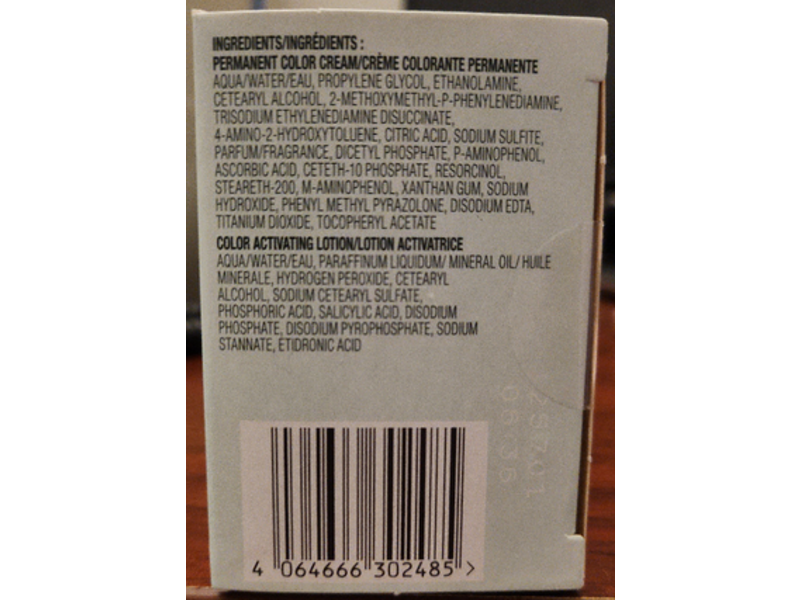 INGREDIENTS/INGRÉDIENTS :
PERMANENT COLOR CREAM/CRÈME COLORANTE PERMANENTE
AQUA/WATER/EAU, PROPYLENE GLYCOL, ETHANOLAMINE,
CETEARYL ALCOHOL, 2-METHOXYMETHYL-P-PHENYLENEDIAMINE,
TRISODIUM ETHYLENEDIAMINE DISUCCINATE,
4-AMINO-2-HYDROXYTOLUENE, CITRIC ACID, SODIUM SULFITE,
PARFUM/FRAGRANCE, DICETYL PHOSPHATE, P-AMINOPHENOL,
ASCORBIC ACID, CETETH-10 PHOSPHATE, RESORCINOL,
STEARETH-200, M-AMINOPHENOL, XANTHAN GUM, SODIUM
HYDROXIDE, PHENYL METHYL PYRAZOLONE, DISODIUM EDTA,
TITANIUM DIOXIDE, TOCOPHERYL ACETATE
COLOR ACTIVATING LOTION/LOTION ACTIVATRICE
AQUA/WATER/EAU, PARAFFINUM LIQUIDUM/ MINERAL OIL/ HUILE
MINERALE, HYDROGEN PEROXIDE, CETEARYL
ALCOHOL, SODIUM CETEARYL SULFATE,
PHOSPHORIC ACID, SALICYLIC ACID, DISODIUM
PHOSPHATE, DISODIUM PYROPHOSPHATE, SODIUM
STANNATE, ETIDRONIC ACID
4 064666 302485 >